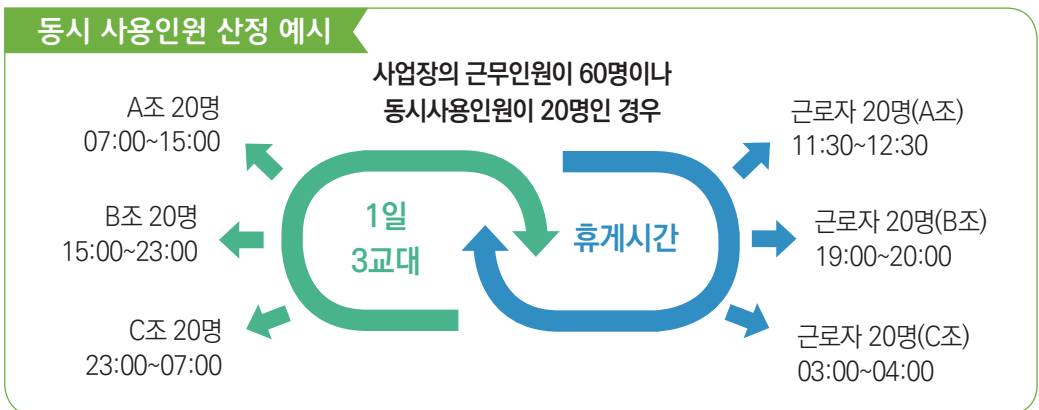 동시 사용인원 산정 예시
사업장의 근무인원이 60명이나
동시사용인원이 20명인 경우
A조 20명
07:00~15:00
B조 20명
15:00~23:00
C조 20명
23:00~07:00
1일
3교대
휴게시간
근로자 20명(A조)
11:30~12:30
근로자 20명(B조)
19:00~20:00
근로자 20명(C조)
03:00~04:00